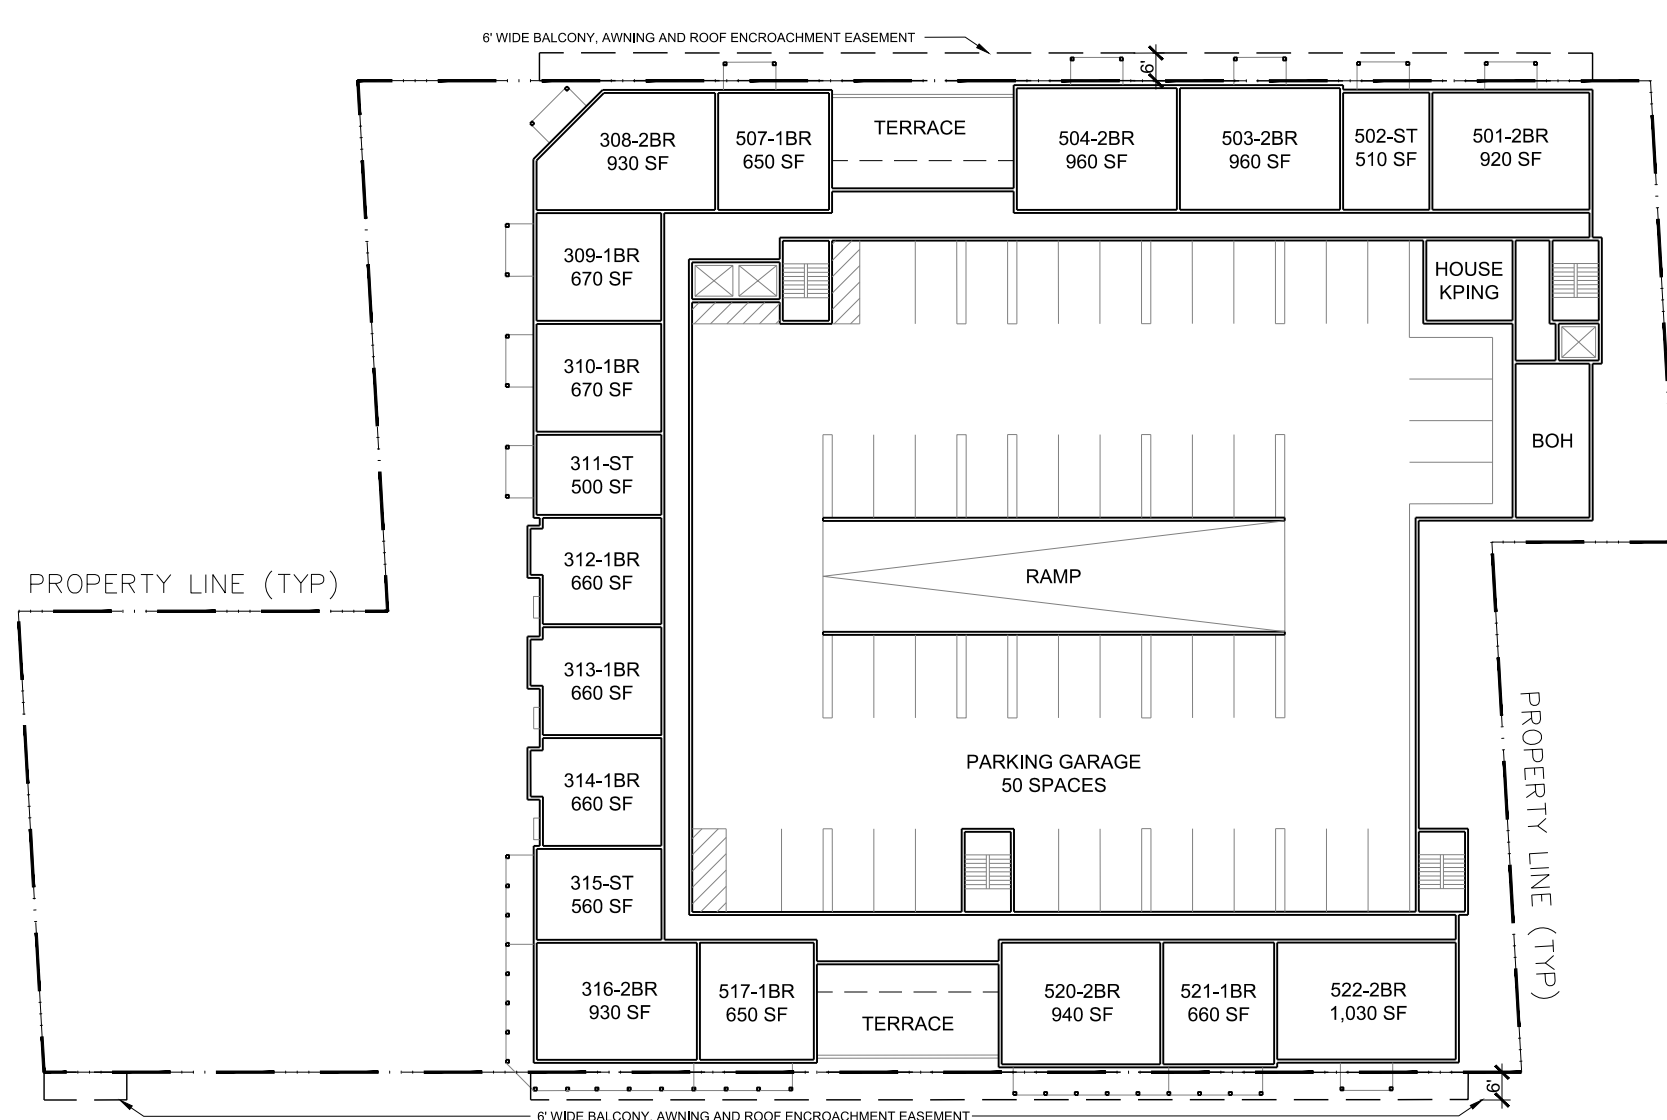 6' WIDE BALCONY, AWNING AND ROOF ENCROACHMENT EASEMENT
6'
308-2BR
930 SF
507-1BR
650 SF
TERRACE
504-2BR
960 SF
503-2BR
960 SF
502-ST
510 SF
501-2BR
920 SF
309-1BR
670 SF
HOUSE
KPING
310-1BR
670 SF
311-ST
500 SF
BOH
312-1BR
660 SF
RAMP
PROPERTY LINE (TYP)
313-1BR
660 SF
PROPERTY LINE (TYP)
PARKING GARAGE
50 SPACES
314-1BR
660 SF
315-ST
560 SF
316-2BR
930 SF
517-1BR
650 SF
TERRACE
520-2BR
940 SF
521-1BR
660 SF
522-2BR
1,030 SF
6'
6' WIDE BALCONY, AWNING AND ROOF ENCROACHMENT EASEMENT